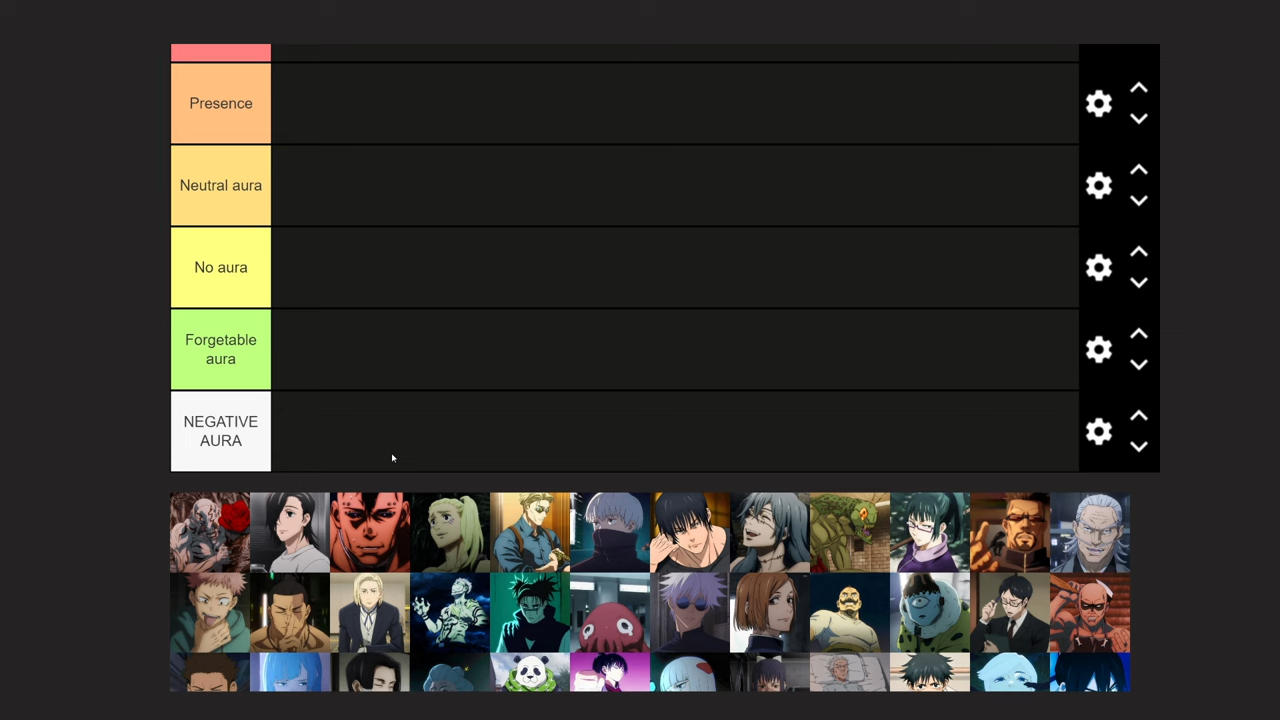 Presence
Neutral aura
No aura
Forgetable
aura
NEGATIVE
AURA